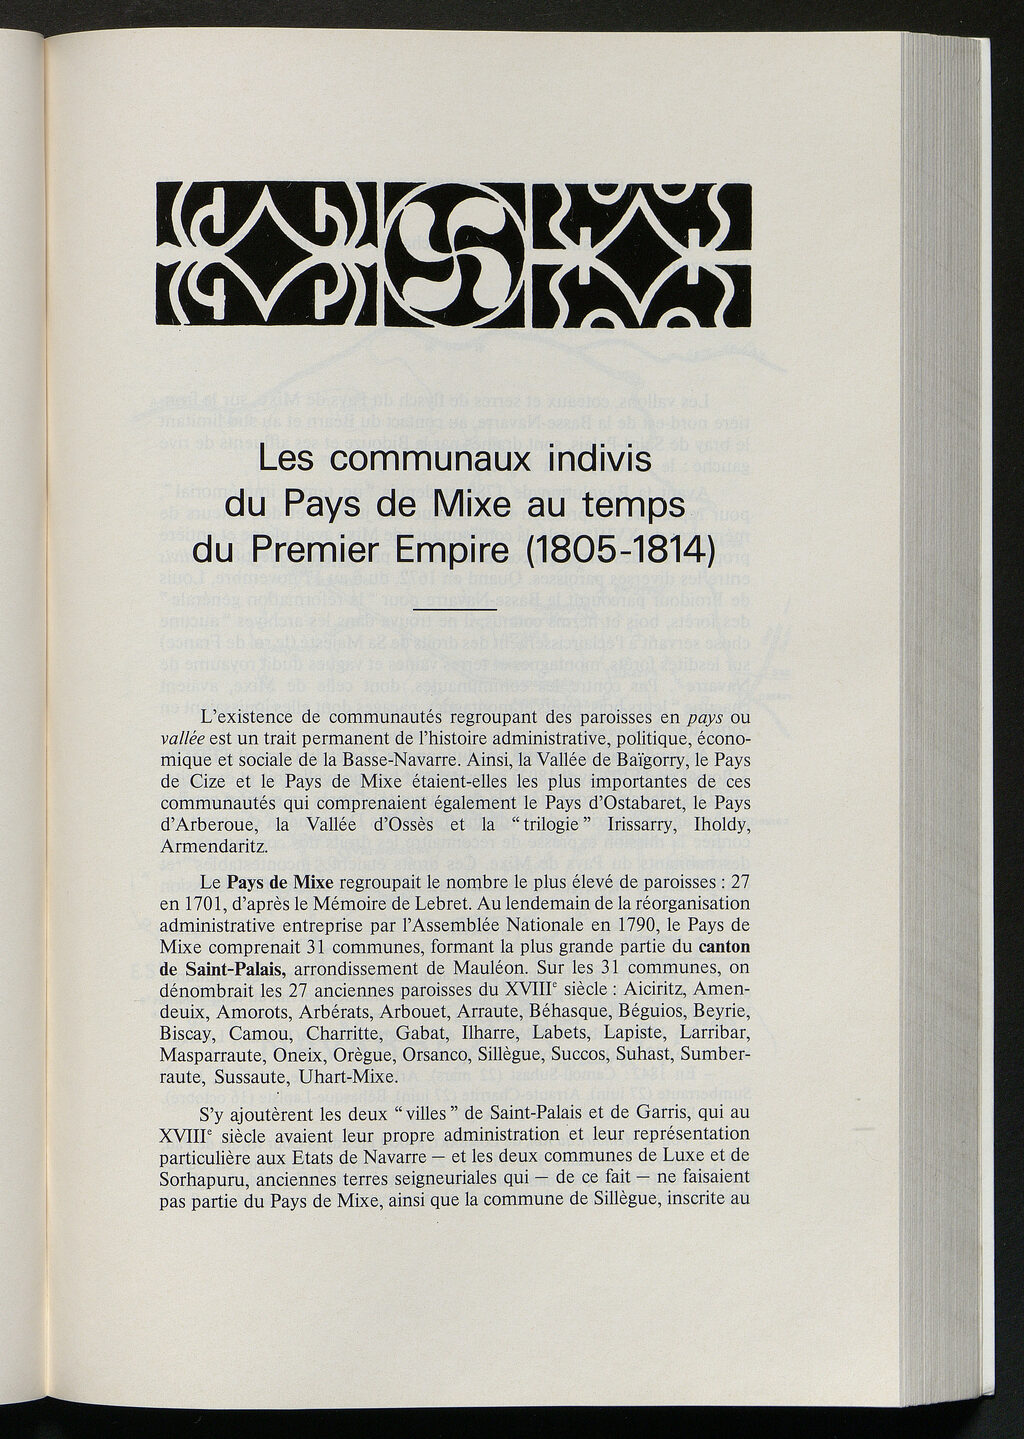 Les communaux indivis
du Pays de Mixe au temps
du Premier Empire (1805-1814)
L'existence de communautés regroupant des paroisses en pays ou
vallée est un trait permanent de l'histoire administrative, politique, écono-
mique et sociale de la Basse-Navarre. Ainsi, la Vallée de Baïgorry, le Pays
de Cize et le Pays de Mixe étaient-elles les plus importantes de ces
communautés qui comprenaient également le Pays d'Ostabaret, le Pays
d'Arberoue, la Vallée d'Ossès et la “trilogie” Irissarry, Iholdy,
Armendaritz.
Le Pays de Mixe regroupait le nombre le plus élevé de paroisses : 27
en 1701, d'après le Mémoire de Lebret. Au lendemain de la réorganisation
administrative entreprise par l'Assemblée Nationale en 1790, le Pays de
Mixe comprenait 31 communes, formant la plus grande partie du canton
de Saint-Palais, arrondissement de Mauléon. Sur les 31 communes, on
dénombrait les 27 anciennes paroisses du XVIIIe siècle : Aiciritz, Amen-
deuix, Amorots, Arbérats, Arbouet, Arraute, Béhasque, Béguios, Beyrie,
Biscay, Camou, Charritte, Gabat, Ilharre, Labets, Lapiste, Larribar,
Masparraute, Oneix, Orègue, Orsanco, Sillègue, Succos, Suhast, Sumber-
raute, Sussaute, Uhart-Mixe.
S'y ajoutèrent les deux “villes” de Saint-Palais et de Garris, qui au
XVIIIe siècle avaient leur propre administration et leur représentation
particulière aux Etats de Navarre — et les deux communes de Luxe et de
Sorhapuru, anciennes terres seigneuriales qui — de ce fait — ne faisaient
pas partie du Pays de Mixe, ainsi que la commune de Sillègue, inscrite au